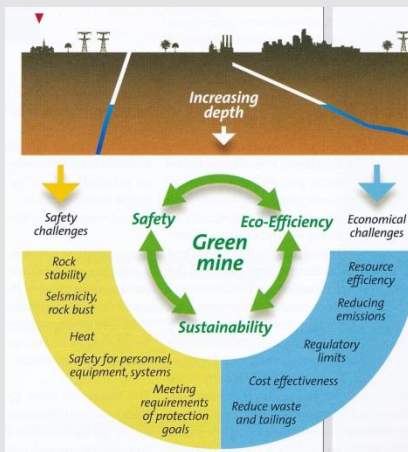 Increasing
depth
Safety
challenges
Safety
Eco-Efficiency
Economical
challenges
Green
mine
Sustainability
Rock
stability
Selsmicity,
rock bust
Heat
Safety for personnel,
equipment, systems
Meeting
requirements
of protection
goals
Resource
efficiency
Reducing
emissions
Regulatory
limits
Cost effectiveness
Reduce waste
and tailings